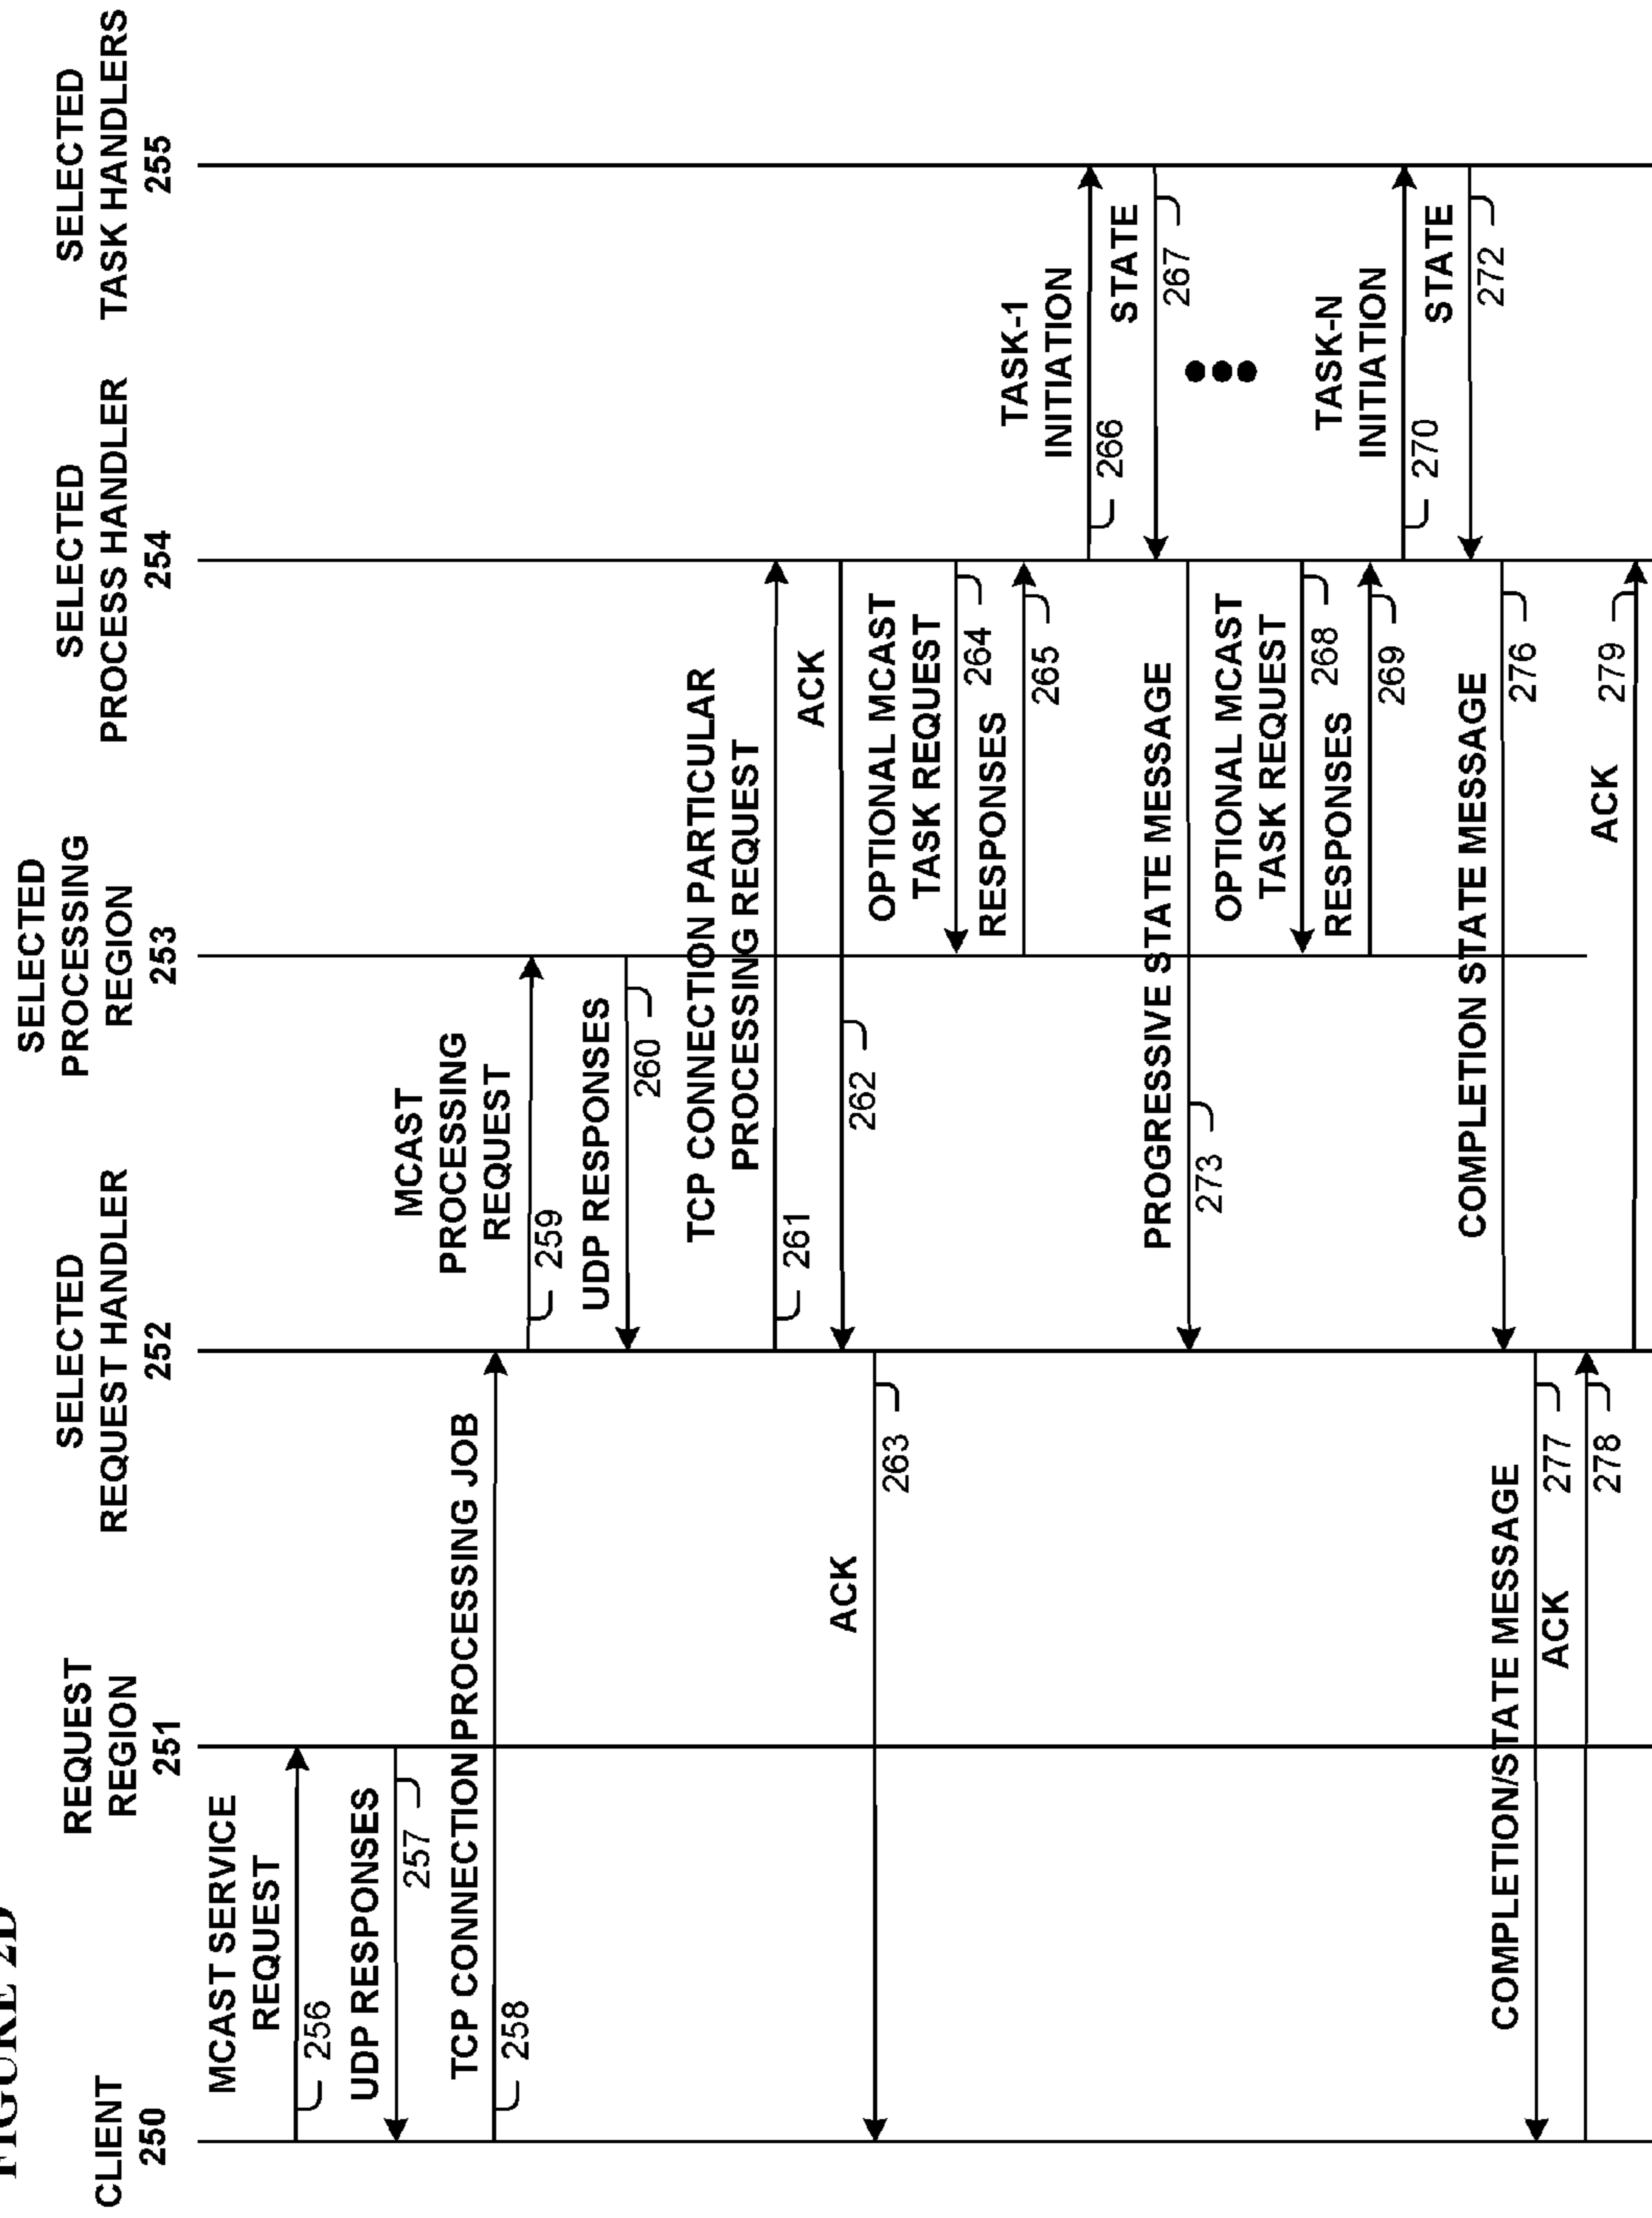 FIGURE 2D
CLIENT
250
REQUEST
REGION
251
SELECTED
REQUEST HANDLER
252
SELECTED
PROCESSING
REGION
253
SELECTED
PROCESS HANDLER
254
SELECTED
TASK HANDLERS
255
MCAST SERVICE
REQUEST
256
UDP RESPONSES
257
TCP CONNECTION PROCESSING JOB
258
MCAST
PROCESSING
REQUEST
259
UDP RESPONSES
260
TCP CONNECTION PARTICULAR
PROCESSING REQUEST
261
ACK
262
ACK
263
OPTIONAL MCAST
TASK REQUEST
264
RESPONSES
265
TASK-1
INITIATION
266
STATE
267
PROGRESSIVE STATE MESSAGE
273
OPTIONAL MCAST
TASK REQUEST
268
RESPONSES
269
TASK-N
INITIATION
270
STATE
272
COMPLETION STATE MESSAGE
276
COMPLETION/STATE MESSAGE
277
ACK
278
ACK
279